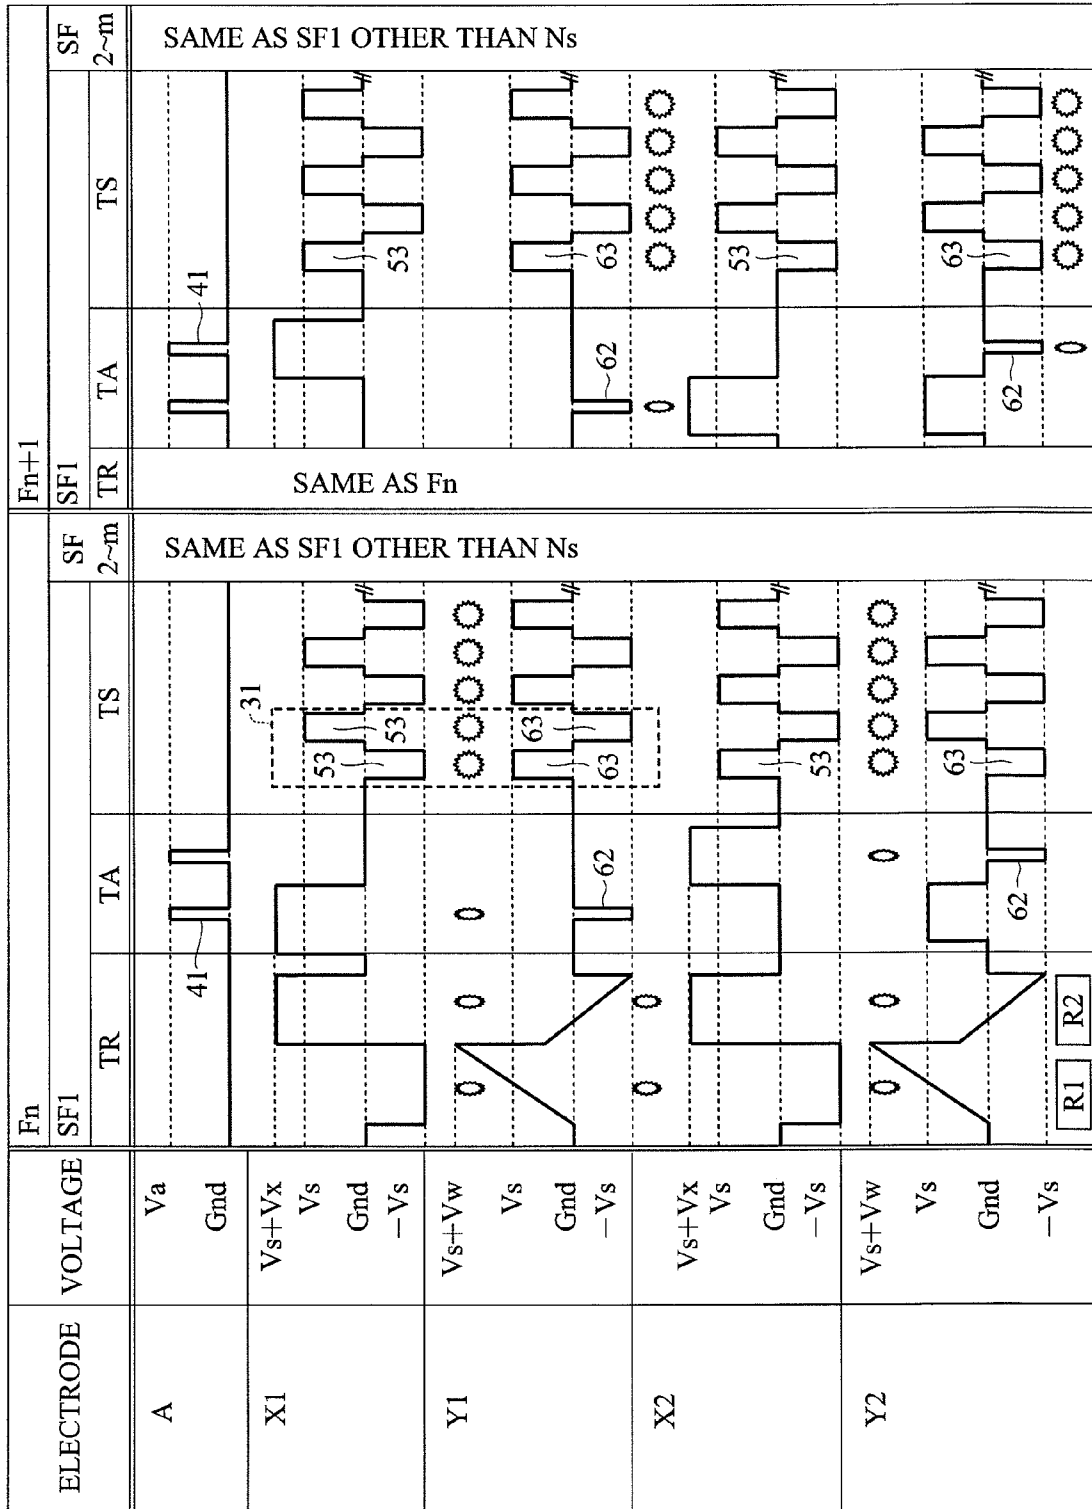 ELECTRODE
VOLTAGE
Fn
Fn+1
SF1
SF
2~m
SF1
SF
2~m
TR
TA
TS
TR
TA
TS
A
Va
Gnd
41
41
SAME AS SF1 OTHER THAN Ns
SAME AS SF1 OTHER THAN Ns
SAME AS Fn
X1
Vs+Vx
Vs
Gnd
−Vs
31
53
53
53
Y1
Vs+Vw
Vs
Gnd
−Vs
62
63
63
62
63
X2
Vs+Vx
Vs
Gnd
−Vs
53
53
Y2
Vs+Vw
Vs
Gnd
−Vs
62
63
62
63
R1
R2